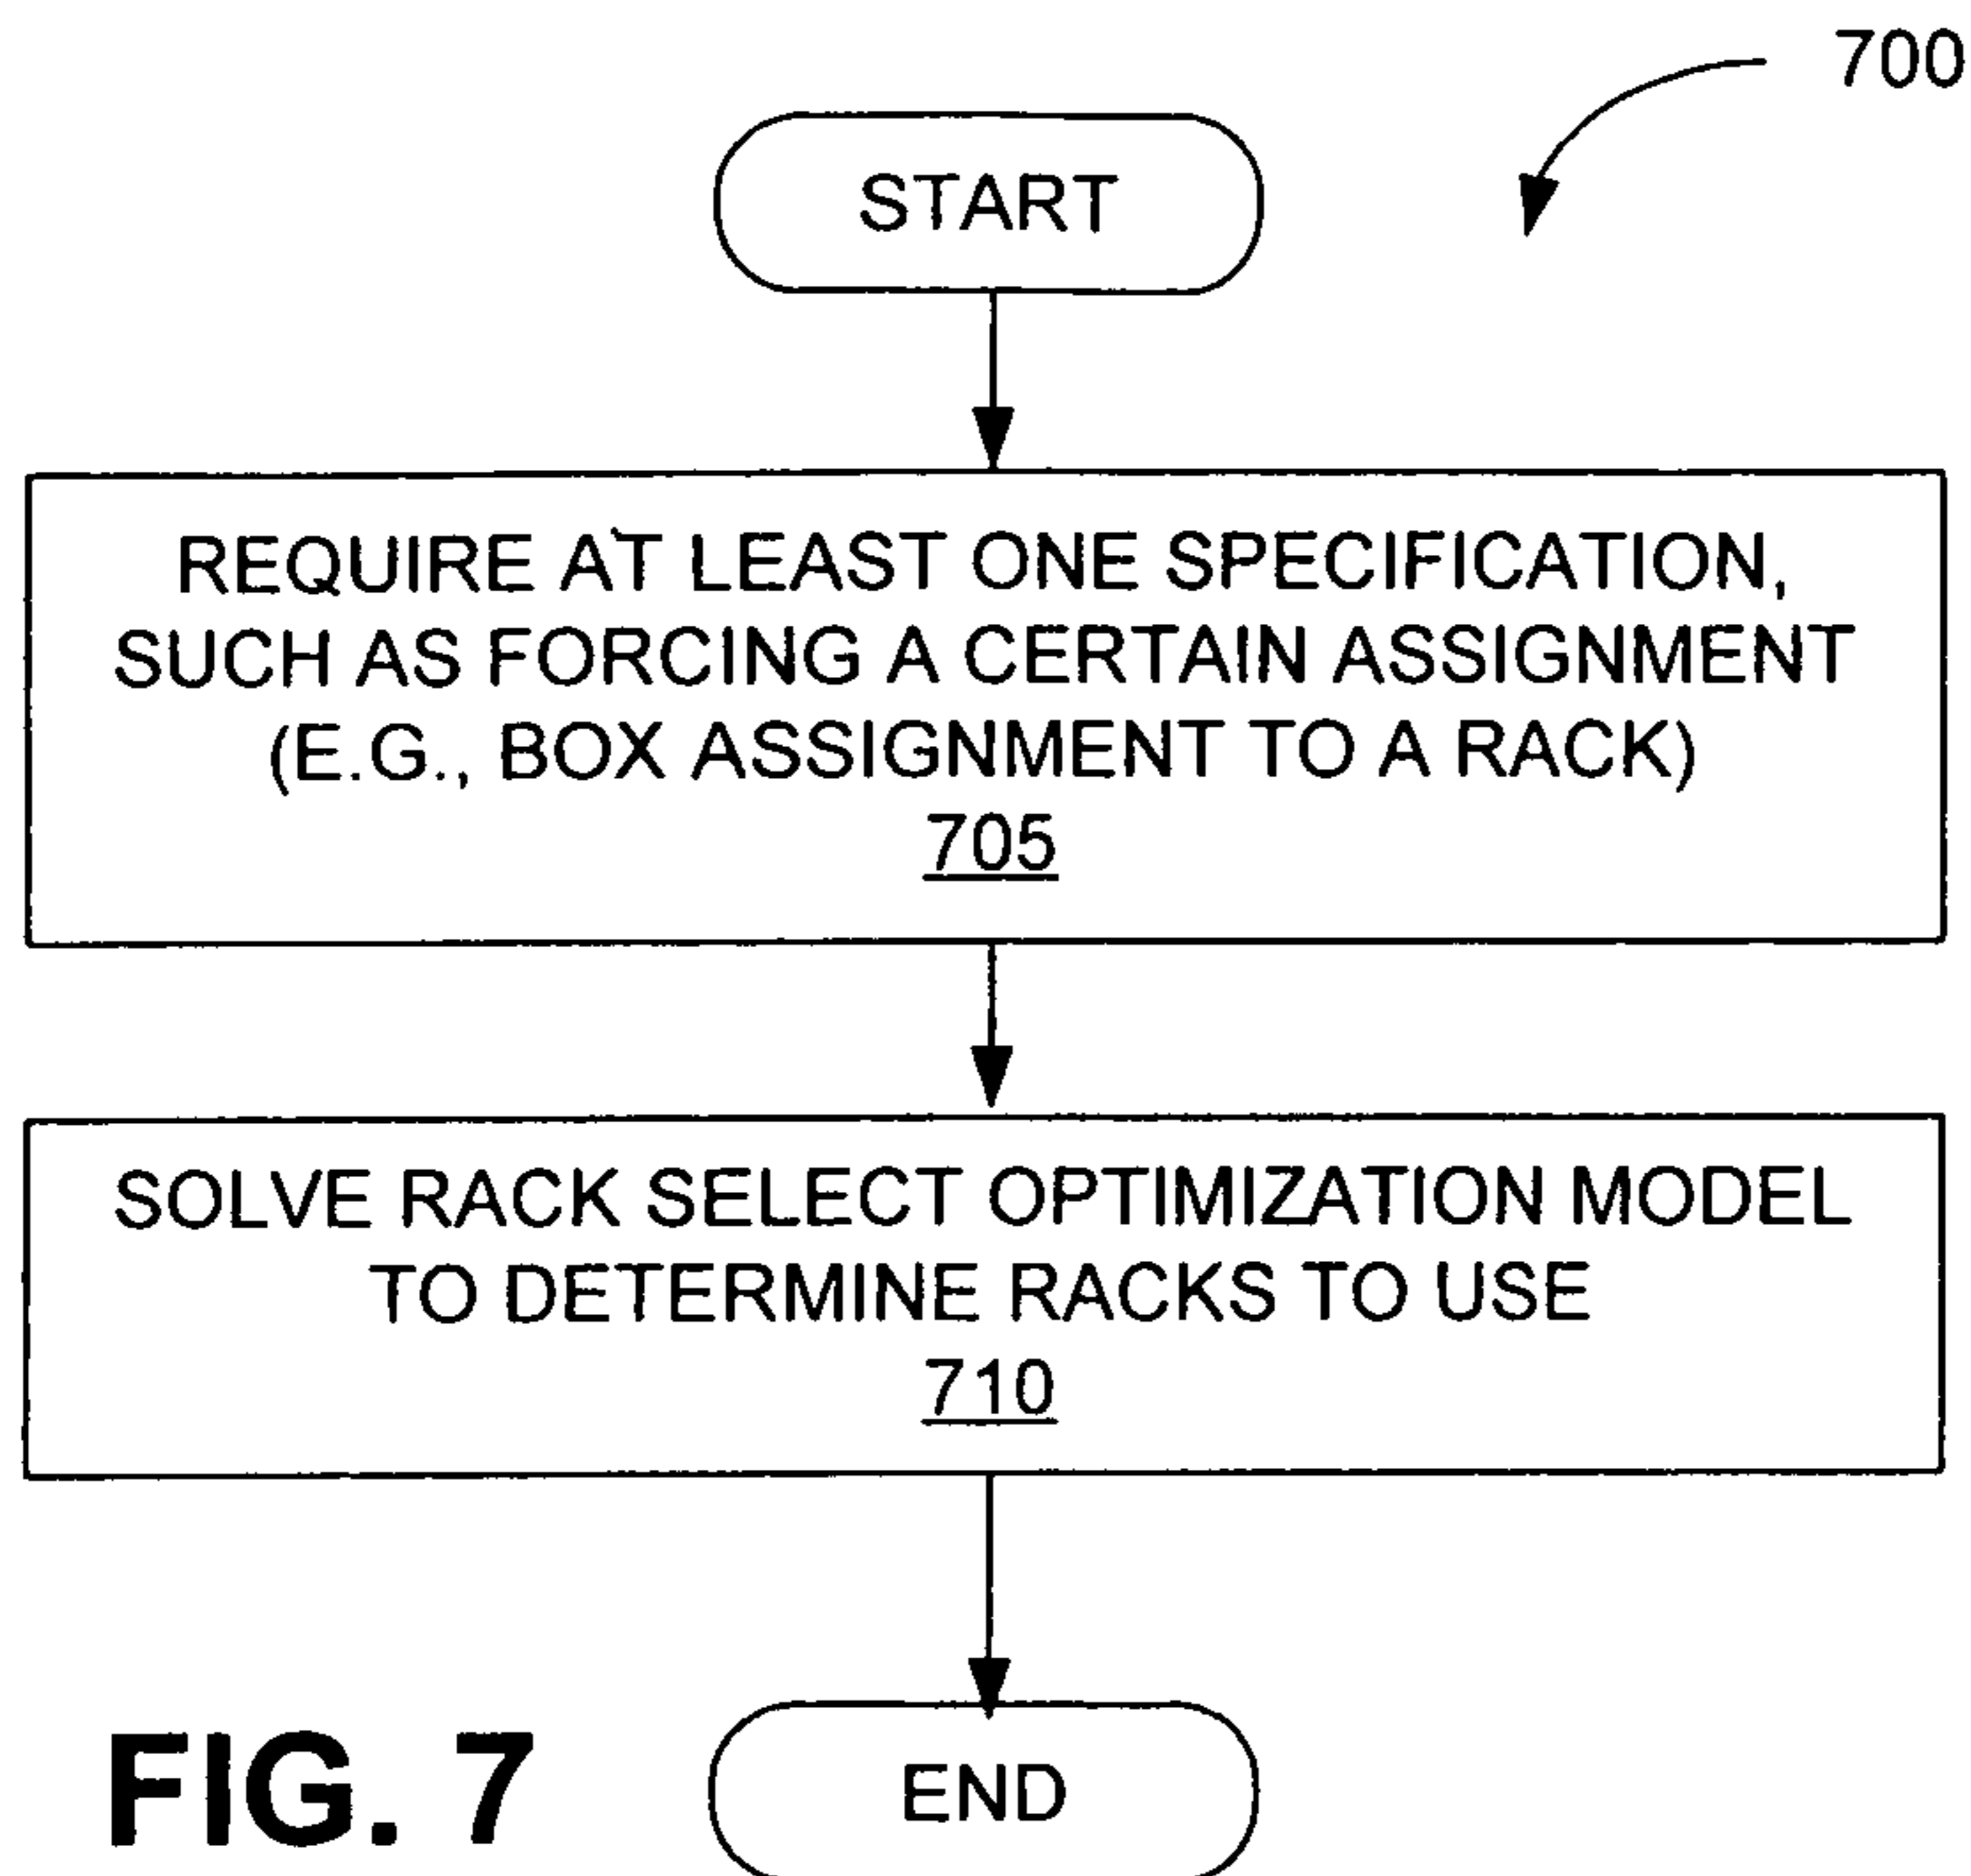 700
START
REQUIRE AT LEAST ONE SPECIFICATION,
SUCH AS FORCING A CERTAIN ASSIGNMENT
(E.G., BOX ASSIGNMENT TO A RACK)
705
SOLVE RACK SELECT OPTIMIZATION MODEL
TO DETERMINE RACKS TO USE
710
END
FIG. 7